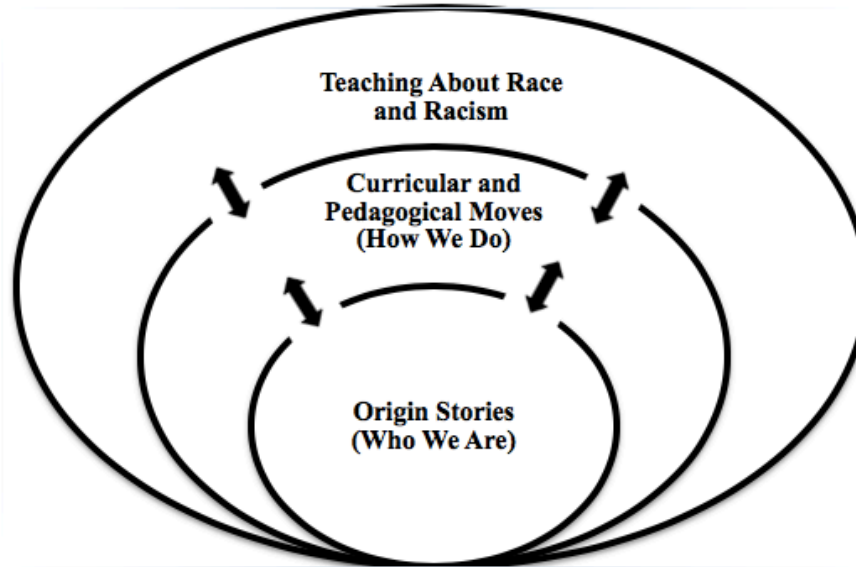 Teaching About Race
and Racism
Curricular and
Pedagogical Moves
(How We Do)
Origin Stories
(Who We Are)